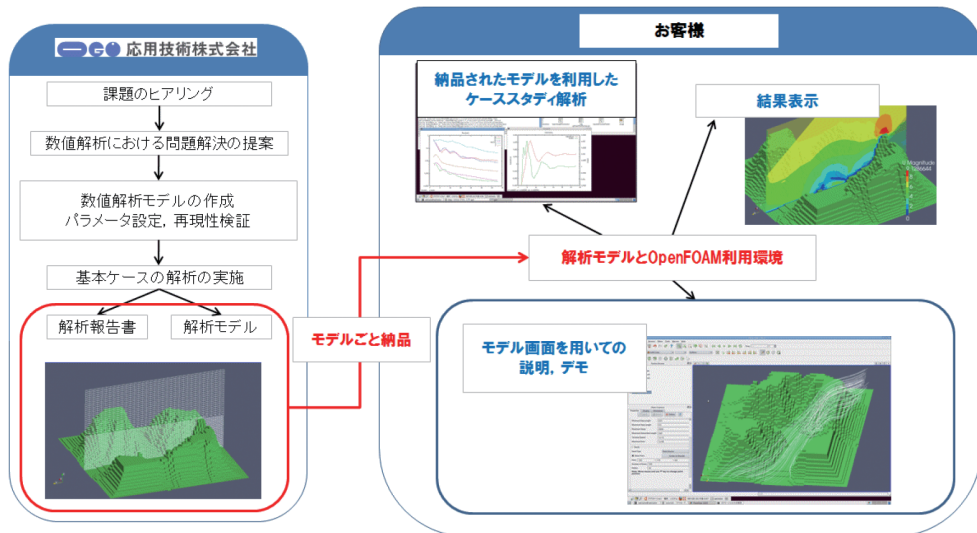 OGI 応用技術株式会社
課題のヒアリング
数値解析における問題解決の提案
数値解析モデルの作成
パラメータ設定, 再現性検証
基本ケースの解析の実施
解析報告書
解析モデル
モデルごと納品
お客様
納品されたモデルを利用した
ケーススタディ解析
結果表示
Magnitude
解析モデルとOpenFOAM利用環境
モデル画面を用いての
説明, デモ